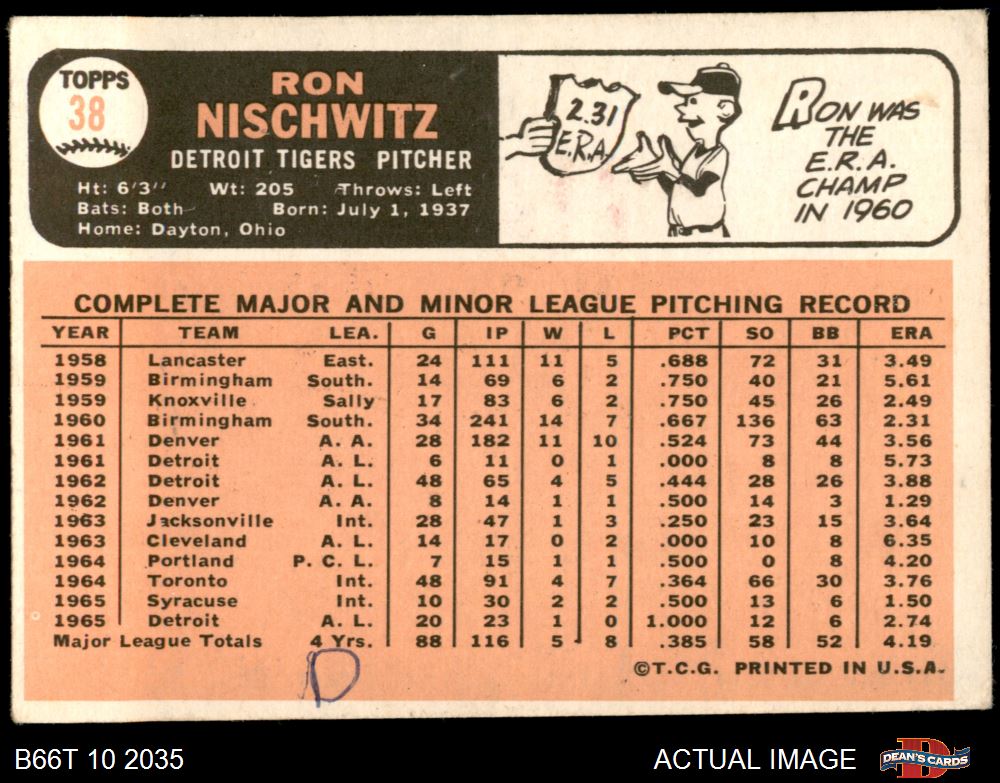 TOPPS
38
RON
NISCHWITZ
DETROIT TIGERS PITCHER
Ht: 6'3" Wt: 205 Throws: Left
Bats: Both Born: July 1, 1937
Home: Dayton, Ohio
2.31
E.R.A.
RON WAS
THE
E.R.A.
CHAMP
IN 1960
COMPLETE MAJOR AND MINOR LEAGUE PITCHING RECORD
YEAR TEAM LEA. G IP W L PCT SO BB ERA
1958 Lancaster East. 24 111 11 5 .688 72 31 3.49
1959 Birmingham South. 14 69 6 2 .750 40 21 5.61
1959 Knoxville Sally 17 83 6 2 .750 45 26 2.49
1960 Birmingham South. 34 241 14 7 .667 136 63 2.31
1961 Denver A. A. 28 182 11 10 .524 73 44 3.56
1961 Detroit A. L. 6 11 0 1 .000 8 8 5.73
1962 Detroit A. L. 48 65 4 5 .444 28 26 3.88
1962 Denver A. A. 8 14 1 1 .500 14 3 1.29
1963 Jacksonville Int. 28 47 1 3 .250 23 15 3.64
1963 Cleveland A. L. 14 17 0 2 .000 10 8 6.35
1964 Portland P. C. L. 7 15 1 1 .500 0 8 4.20
1964 Toronto Int. 48 91 4 7 .364 66 30 3.76
1965 Syracuse Int. 10 30 2 2 .500 13 6 1.50
1965 Detroit A. L. 20 23 1 0 1.000 12 6 2.74
Major League Totals 4 Yrs. 88 116 5 8 .385 58 52 4.19
©T.C.G. PRINTED IN U.S.A.
D
B66T 10 2035 ACTUAL IMAGE
DEAN'S CARDS